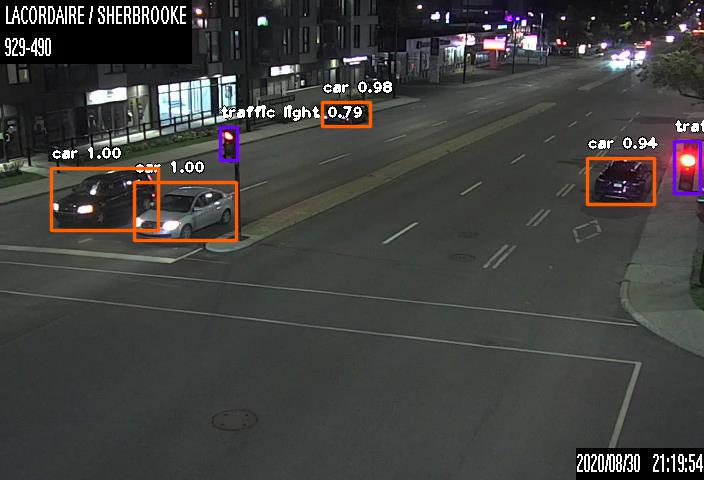 LACORDAIRE / SHERBROOKE
929-490
car 0.98
traffic light 0.79
car 1.00
car 1.00
car 0.94
traf
2020/08/30 21:19:54